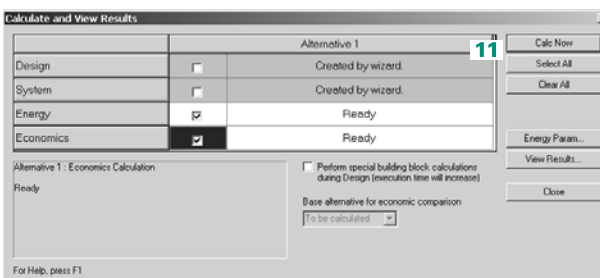 Calculate and View Results
Alternative 1
11
Calc Now
Design
Created by wizard.
Select All
System
Created by wizard.
Clear All
Energy
Ready
Economics
Ready
Energy Param...
View Results...
Alternative 1 : Economics Calculation
Ready
Perform special building block calculations
during Design (execution time will increase)
Close
Base alternative for economic comparison
To be calculated
For Help, press F1